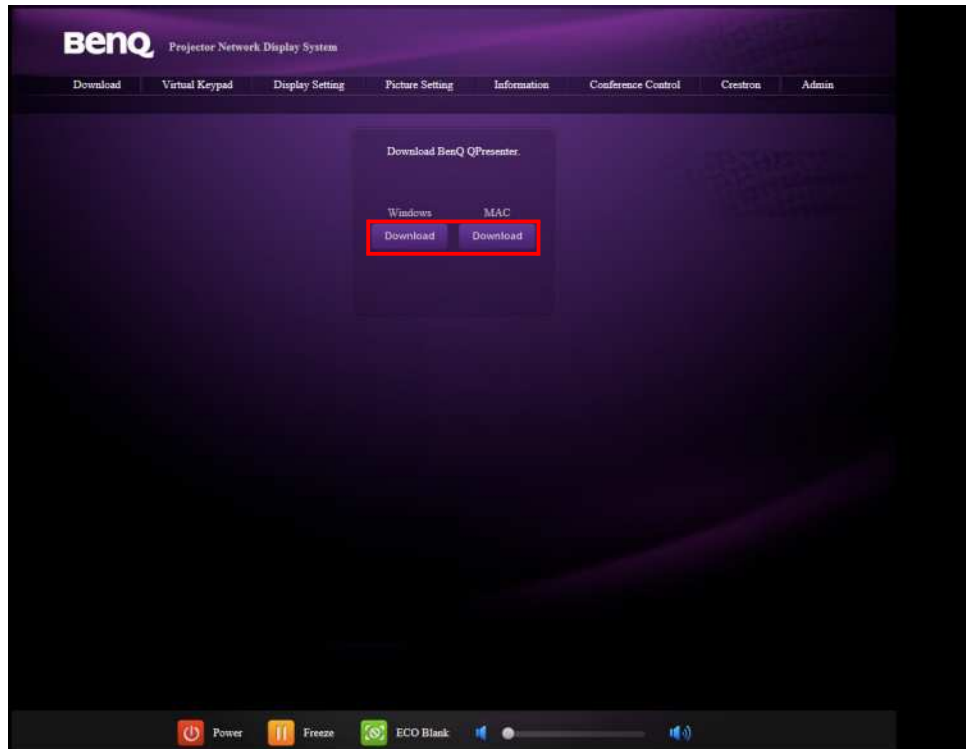 BenQ Projector Network Display System
Download Virtual Keypad Display Setting Picture Setting Information Conference Control Crestron Admin
Download BenQ QPresenter.
Windows MAC
Download Download
Power Freeze ECO Blank